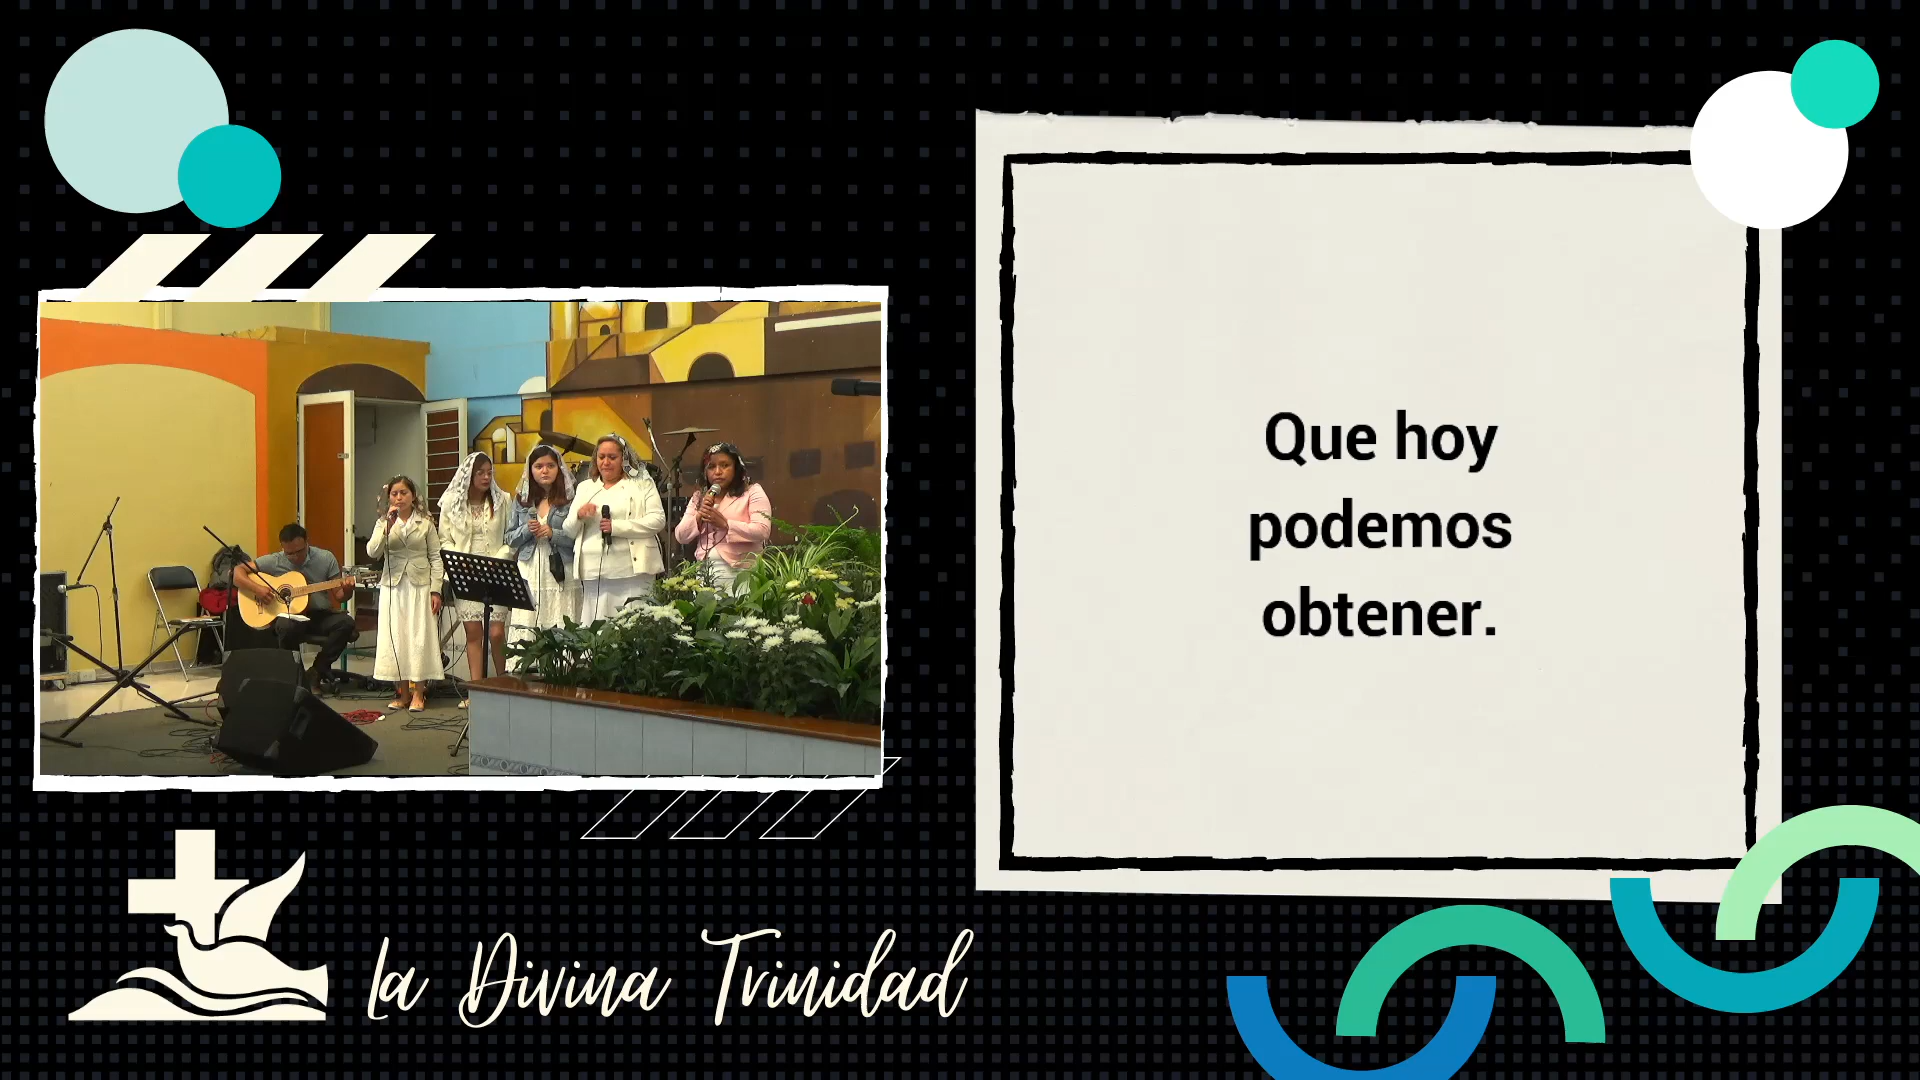 Que hoy
podemos
obtener.
La Divina Trinidad